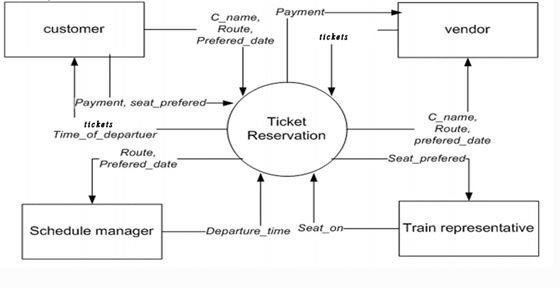 customer
C_name,
Route,
Prefered_date
Payment
tickets
vendor
Payment, seat_prefered
tickets
Time_of_departuer
Ticket
Reservation
C_name,
Route,
prefered_date
Route,
Prefered_date
Seat_prefered
Schedule manager
Departure_time
Seat_on
Train representative